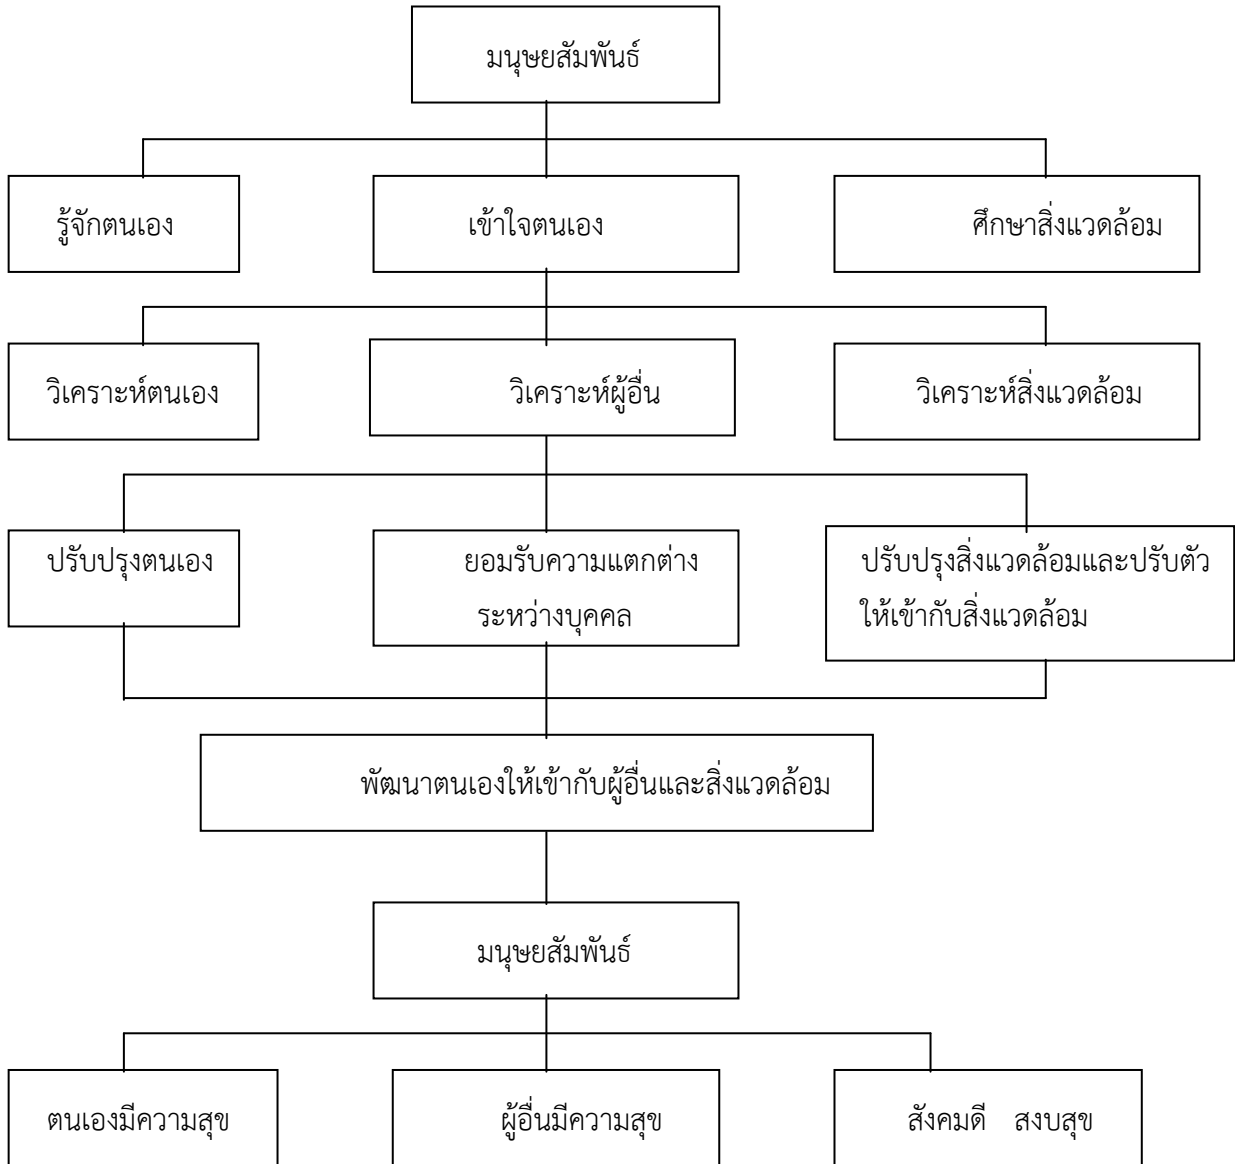 มนุษยสัมพันธ์
รู้จักตนเอง
เข้าใจตนเอง
ศึกษาสิ่งแวดล้อม
วิเคราะห์ตนเอง
วิเคราะห์ผู้อื่น
วิเคราะห์สิ่งแวดล้อม
ปรับปรุงตนเอง
ยอมรับความแตกต่าง
ระหว่างบุคคล
ปรับปรุงสิ่งแวดล้อมและปรับตัว
ให้เข้ากับสิ่งแวดล้อม
พัฒนาตนเองให้เข้ากับผู้อื่นและสิ่งแวดล้อม
มนุษยสัมพันธ์
ตนเองมีความสุข
ผู้อื่นมีความสุข
สังคมดี สงบสุข